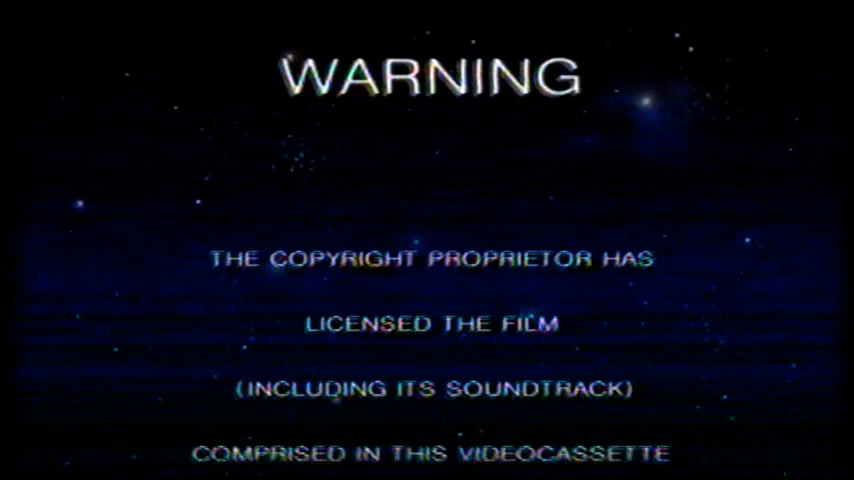 WARNING
THE COPYRIGHT PROPRIETOR HAS
LICENSED THE FILM
(INCLUDING ITS SOUNDTRACK)
COMPRISED IN THIS VIDEOCASSETTE